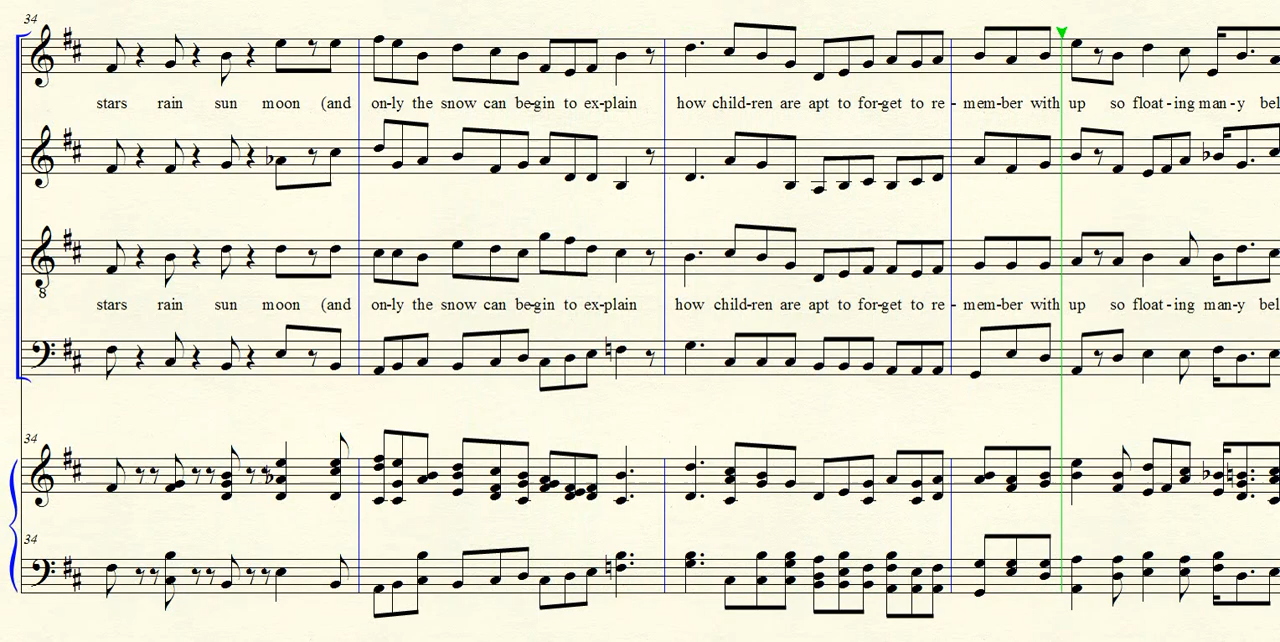 34
stars rain sun moon (and on-ly the snow can be-gin to ex-plain how child-ren are apt to for-get to re - mem-ber with up so float-ing man-y bel
8
stars rain sun moon (and on-ly the snow can be-gin to ex-plain how child-ren are apt to for-get to re - mem-ber with up so float-ing man-y bel
34
34